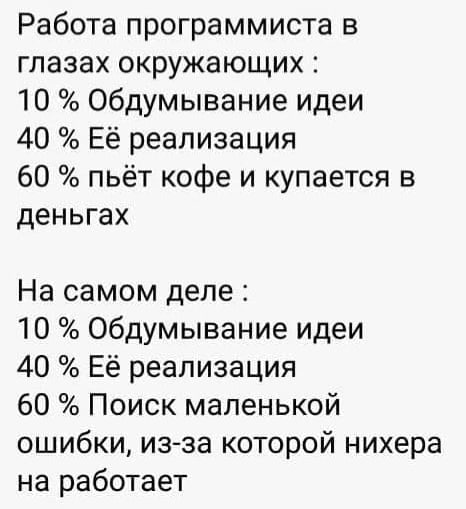 Работа программиста в
глазах окружающих :
10 % Обдумывание идеи
40 % Её реализация
60 % пьёт кофе и купается в
деньгах
На самом деле :
10 % Обдумывание идеи
40 % Её реализация
60 % Поиск маленькой
ошибки, из-за которой нихера
на работает